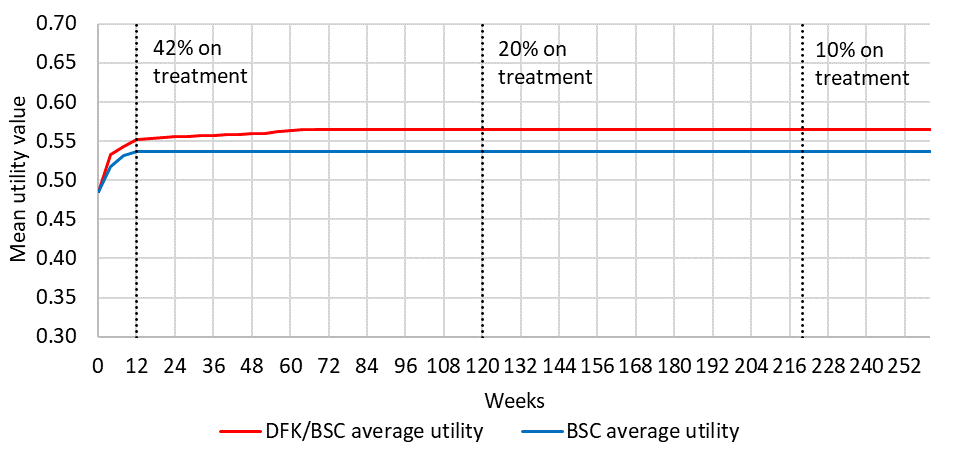 0.70
0.65
0.60
0.55
0.50
0.45
0.40
0.35
0.30
Mean utility value
42% on
treatment
20% on
treatment
10% on
treatment
0 12 24 36 48 60 72 84 96 108 120 132 144 156 168 180 192 204 216 228 240 252
Weeks
DFK/BSC average utility BSC average utility